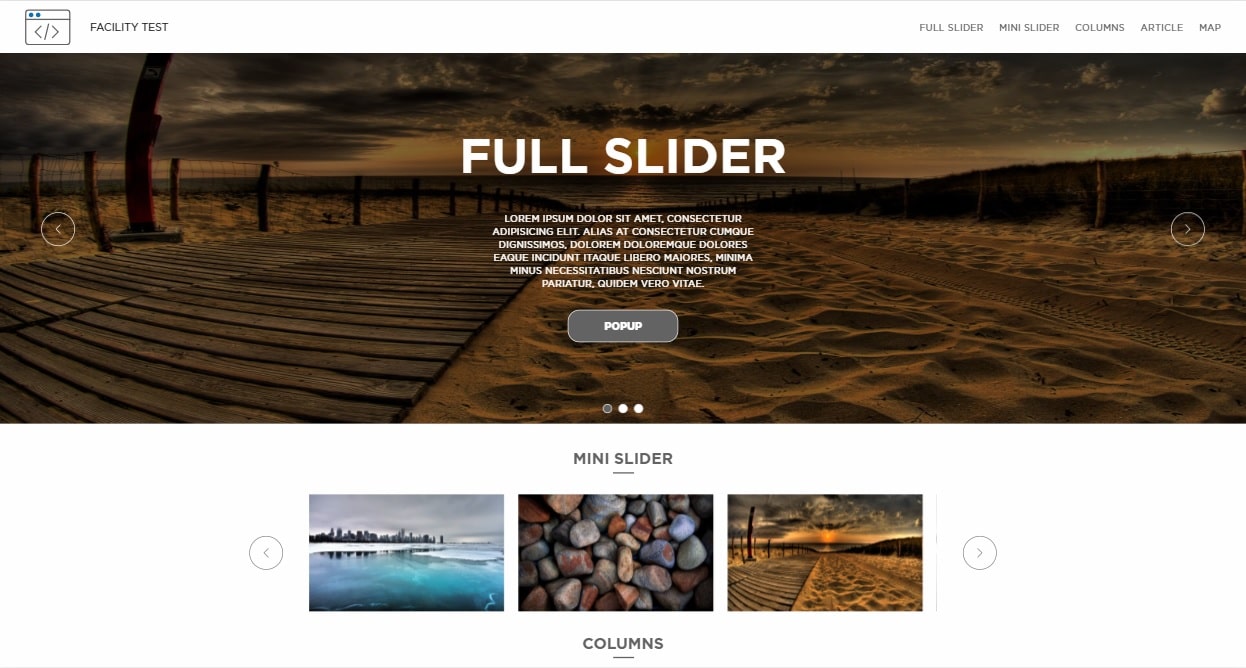 FACILITY TEST
FULL SLIDER MINI SLIDER COLUMNS ARTICLE MAP
FULL SLIDER
LOREM IPSUM DOLOR SIT AMET, CONSECTETUR
ADIPISICING ELIT. ALIAS AT CONSECTETUR CUMQUE
DIGNISSIMOS, DOLOREM DOLOREMQUE DOLORES
EAQUE INCIDUNT ITAQUE LIBERO MAIORES, MINIMA
MINUS NECESSITATIBUS NESCIUNT NOSTRUM
PARIATUR, QUIDEM VERO VITAE.
POPUP
MINI SLIDER
COLUMNS